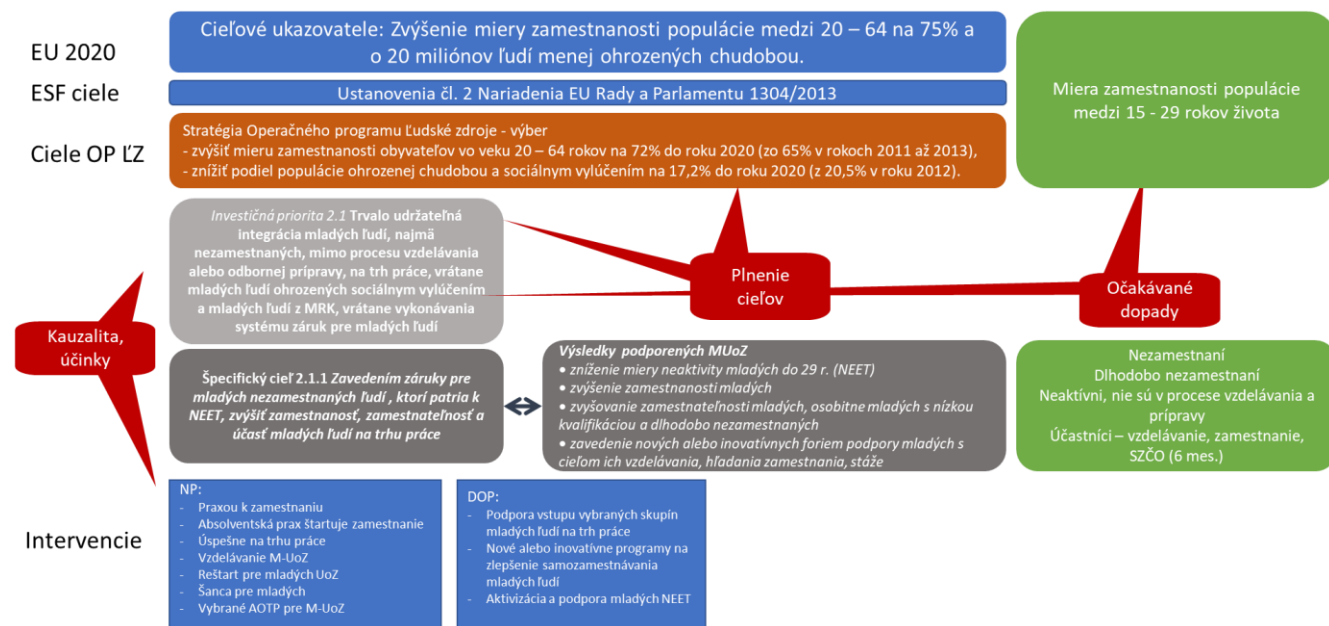 EU 2020
Cieľové ukazovatele: Zvýšenie miery zamestnanosti populácie medzi 20 – 64 na 75% a
o 20 miliónov ľudí menej ohrozených chudobou.
ESF ciele
Ustanovenia čl. 2 Nariadenia EU Rady a Parlamentu 1304/2013
Miera zamestnanosti populácie
medzi 15 - 29 rokov života
Ciele OP ĽZ
Stratégia Operačného programu Ľudské zdroje - výber
- zvýšiť mieru zamestnanosti obyvateľov vo veku 20 – 64 rokov na 72% do roku 2020 (zo 65% v rokoch 2011 až 2013),
- znížiť podiel populácie ohrozenej chudobou a sociálnym vylúčením na 17,2% do roku 2020 (z 20,5% v roku 2012).
Investičná priorita 2.1 Trvalo udržateľná
integrácia mladých ľudí, najmä
nezamestnaných, mimo procesu vzdelávania
alebo odbornej prípravy, na trh práce, vrátane
mladých ľudí ohrozených sociálnym vylúčením
a mladých ľudí z MRK, vrátane vykonávania
systému záruk pre mladých ľudí
Plnenie
cieľov
Očakávané
dopady
Kauzalita,
účinky
Špecifický cieľ 2.1.1 Zavedením záruky pre
mladých nezamestnaných ľudí , ktorí patria k
NEET, zvýšiť zamestnanosť, zamestnateľnosť a
účasť mladých ľudí na trhu práce
Výsledky podporených MUoZ
• zníženie miery neaktivity mladých do 29 r. (NEET)
• zvýšenie zamestnanosti mladých
• zvyšovanie zamestnateľnosti mladých, osobitne mladých s nízkou
kvalifikáciou a dlhodobo nezamestnaných
• zavedenie nových alebo inovatívnych foriem podpory mladých s
cieľom ich vzdelávania, hľadania zamestnania, stáže
Nezamestnaní
Dlhodobo nezamestnaní
Neaktívni, nie sú v procese vzdelávania a
prípravy
Účastníci – vzdelávanie, zamestnanie,
SZČO (6 mes.)
Intervencie
NP:
- Praxou k zamestnaniu
- Absolventská prax štartuje zamestnanie
- Úspešne na trhu práce
- Vzdelávanie M-UoZ
- Reštart pre mladých UoZ
- Šanca pre mladých
- Vybrané AOTP pre M-UoZ
DOP:
- Podpora vstupu vybraných skupín
mladých ľudí na trh práce
- Nové alebo inovatívne programy na
zlepšenie samozamestnávania
mladých ľudí
- Aktivizácia a podpora mladých NEET